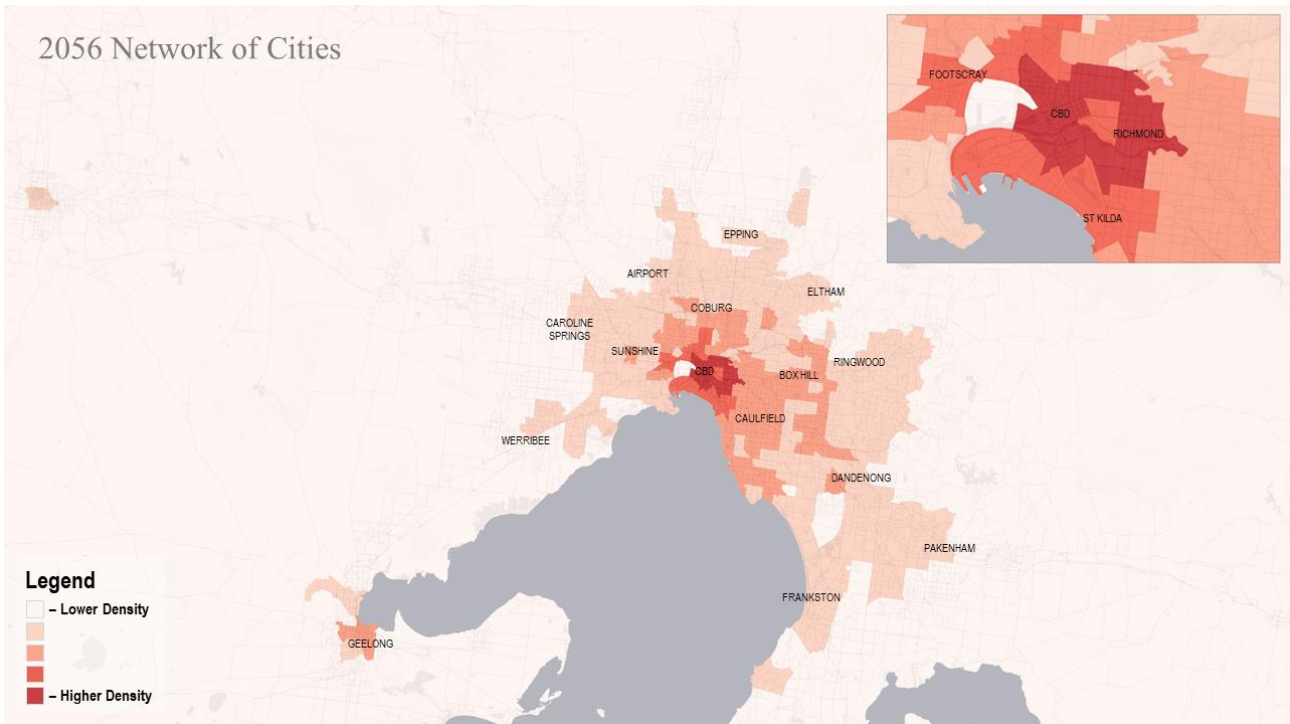 2056 Network of Cities
FOOTSCRAY
CBD
RICHMOND
ST KILDA
EPPING
AIRPORT
ELTHAM
COBURG
CAROLINE
SPRINGS
SUNSHINE
RINGWOOD
CBD
BOX HILL
CAULFIELD
WERRIBEE
DANDENONG
PAKENHAM
FRANKSTON
GEELONG
Legend
– Lower Density
– Higher Density